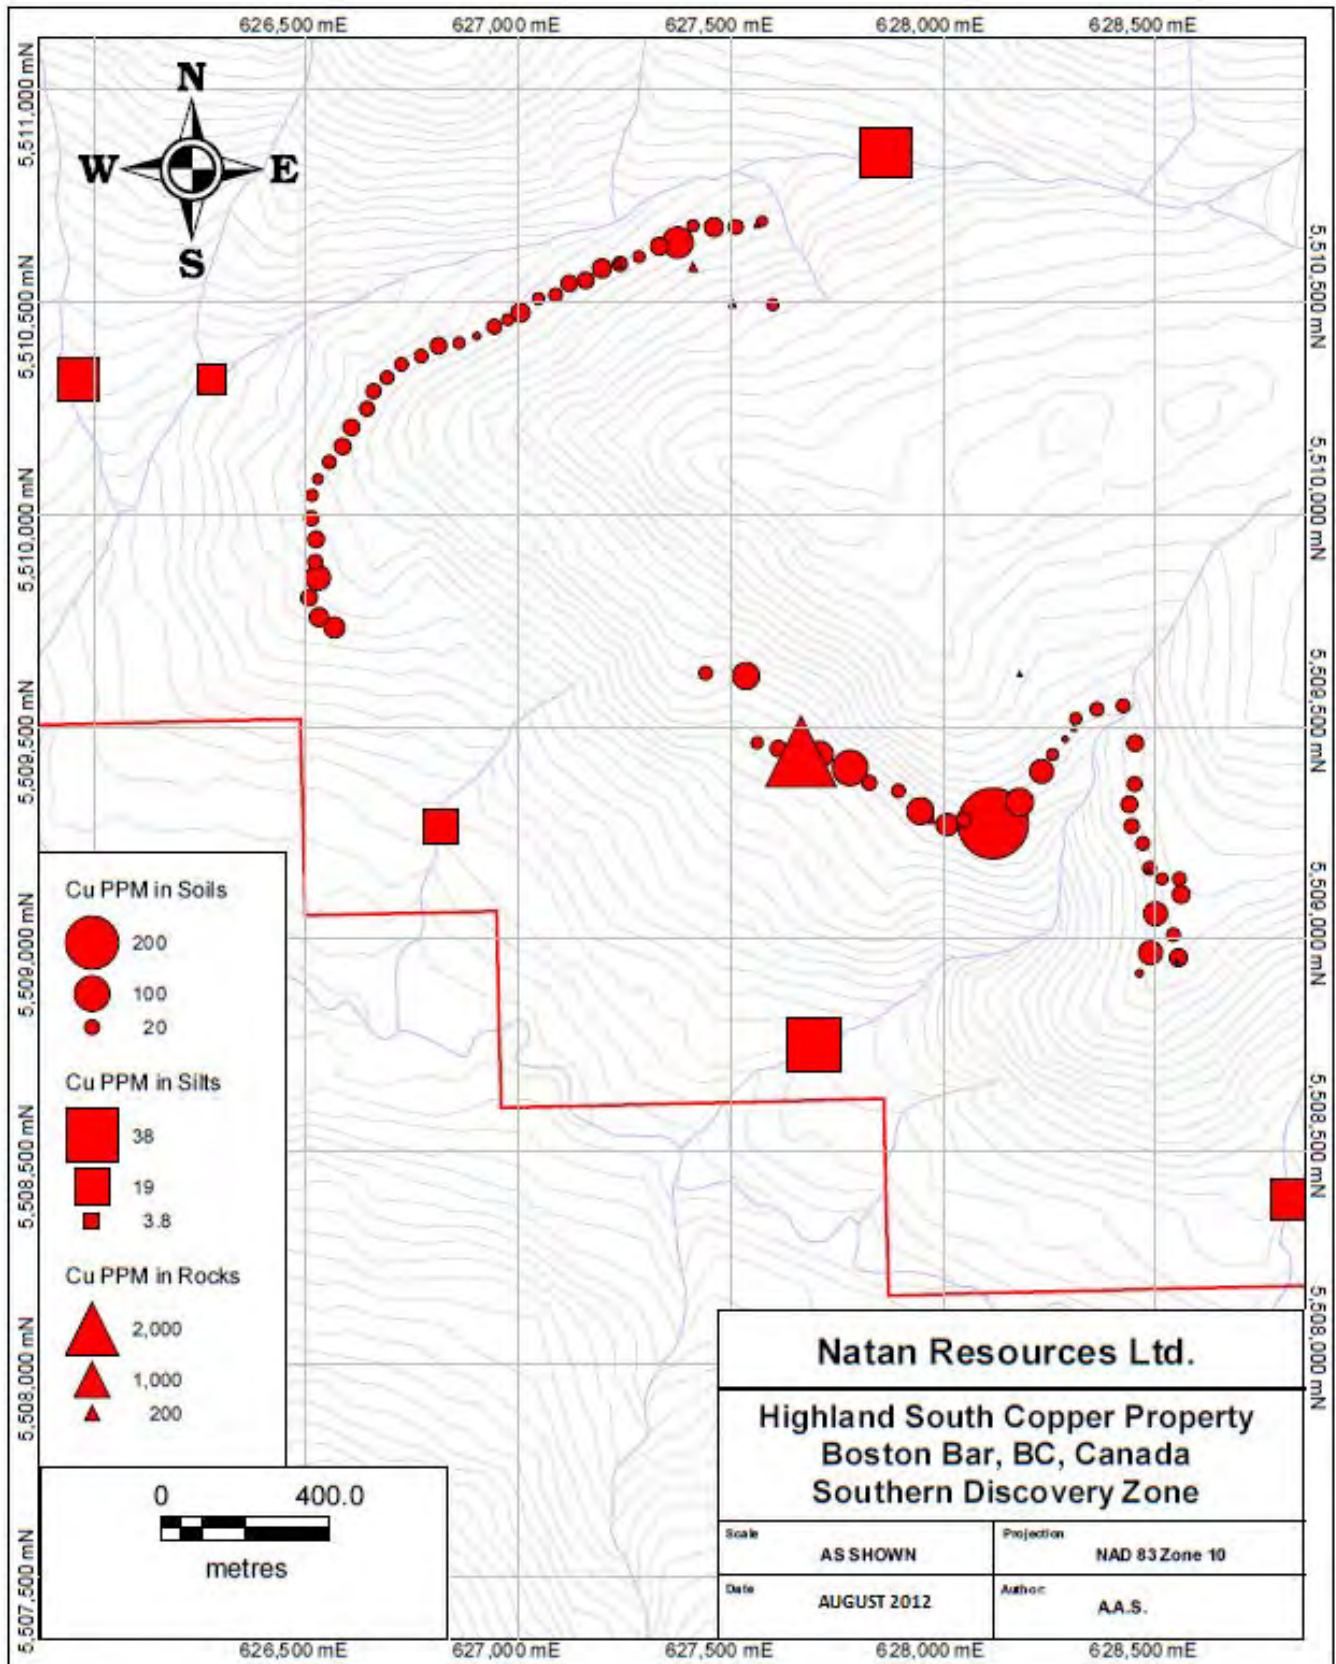 626,500 mE 627,000 mE 627,500 mE 628,000 mE 628,500 mE
5,511,000 mN
5,510,500 mN
5,510,000 mN
5,509,500 mN
5,509,000 mN
5,508,500 mN
5,508,000 mN
5,507,500 mN
N
W E
S
5,510,500 mN
5,510,000 mN
5,509,500 mN
5,509,000 mN
5,508,500 mN
5,508,000 mN
Cu PPM in Soils
200
100
20
Cu PPM in Silts
38
19
3.8
Cu PPM in Rocks
2,000
1,000
200
0 400.0
metres
Natan Resources Ltd.
Highland South Copper Property
Boston Bar, BC, Canada
Southern Discovery Zone
Scale
AS SHOWN
Projection
NAD 83 Zone 10
Date
AUGUST 2012
Author:
A.A.S.
626,500 mE 627,000 mE 627,500 mE 628,000 mE 628,500 mE